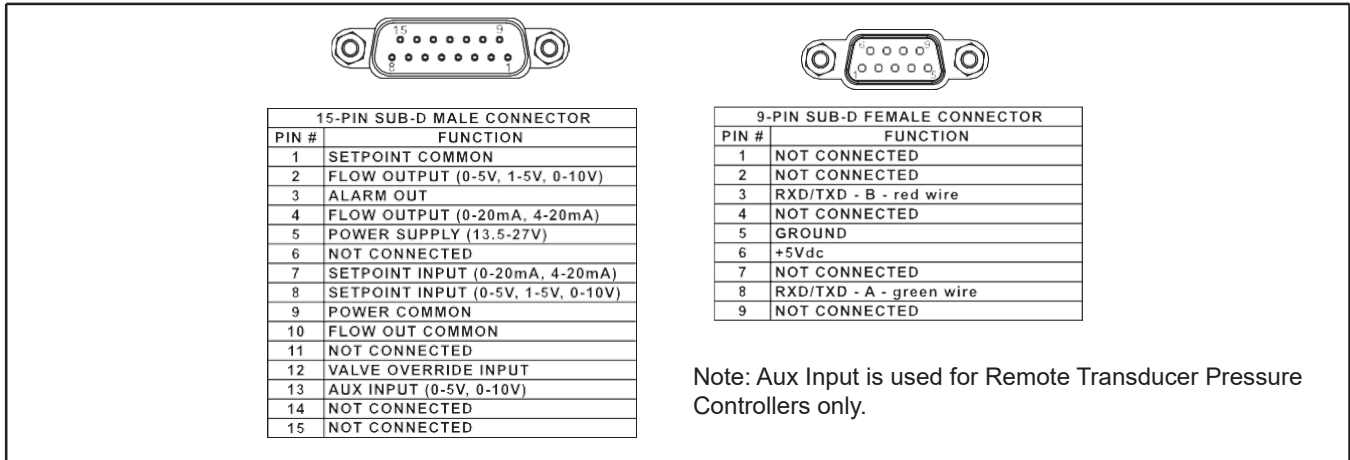 15 9
8 1
15-PIN SUB-D MALE CONNECTOR
PIN # FUNCTION
1 SETPOINT COMMON
2 FLOW OUTPUT (0-5V, 1-5V, 0-10V)
3 ALARM OUT
4 FLOW OUTPUT (0-20mA, 4-20mA)
5 POWER SUPPLY (13.5-27V)
6 NOT CONNECTED
7 SETPOINT INPUT (0-20mA, 4-20mA)
8 SETPOINT INPUT (0-5V, 1-5V, 0-10V)
9 POWER COMMON
10 FLOW OUT COMMON
11 NOT CONNECTED
12 VALVE OVERRIDE INPUT
13 AUX INPUT (0-5V, 0-10V)
14 NOT CONNECTED
15 NOT CONNECTED
6 9
1 5
9-PIN SUB-D FEMALE CONNECTOR
PIN # FUNCTION
1 NOT CONNECTED
2 NOT CONNECTED
3 RXD/TXD - B - red wire
4 NOT CONNECTED
5 GROUND
6 +5Vdc
7 NOT CONNECTED
8 RXD/TXD - A - green wire
9 NOT CONNECTED
Note: Aux Input is used for Remote Transducer Pressure
Controllers only.